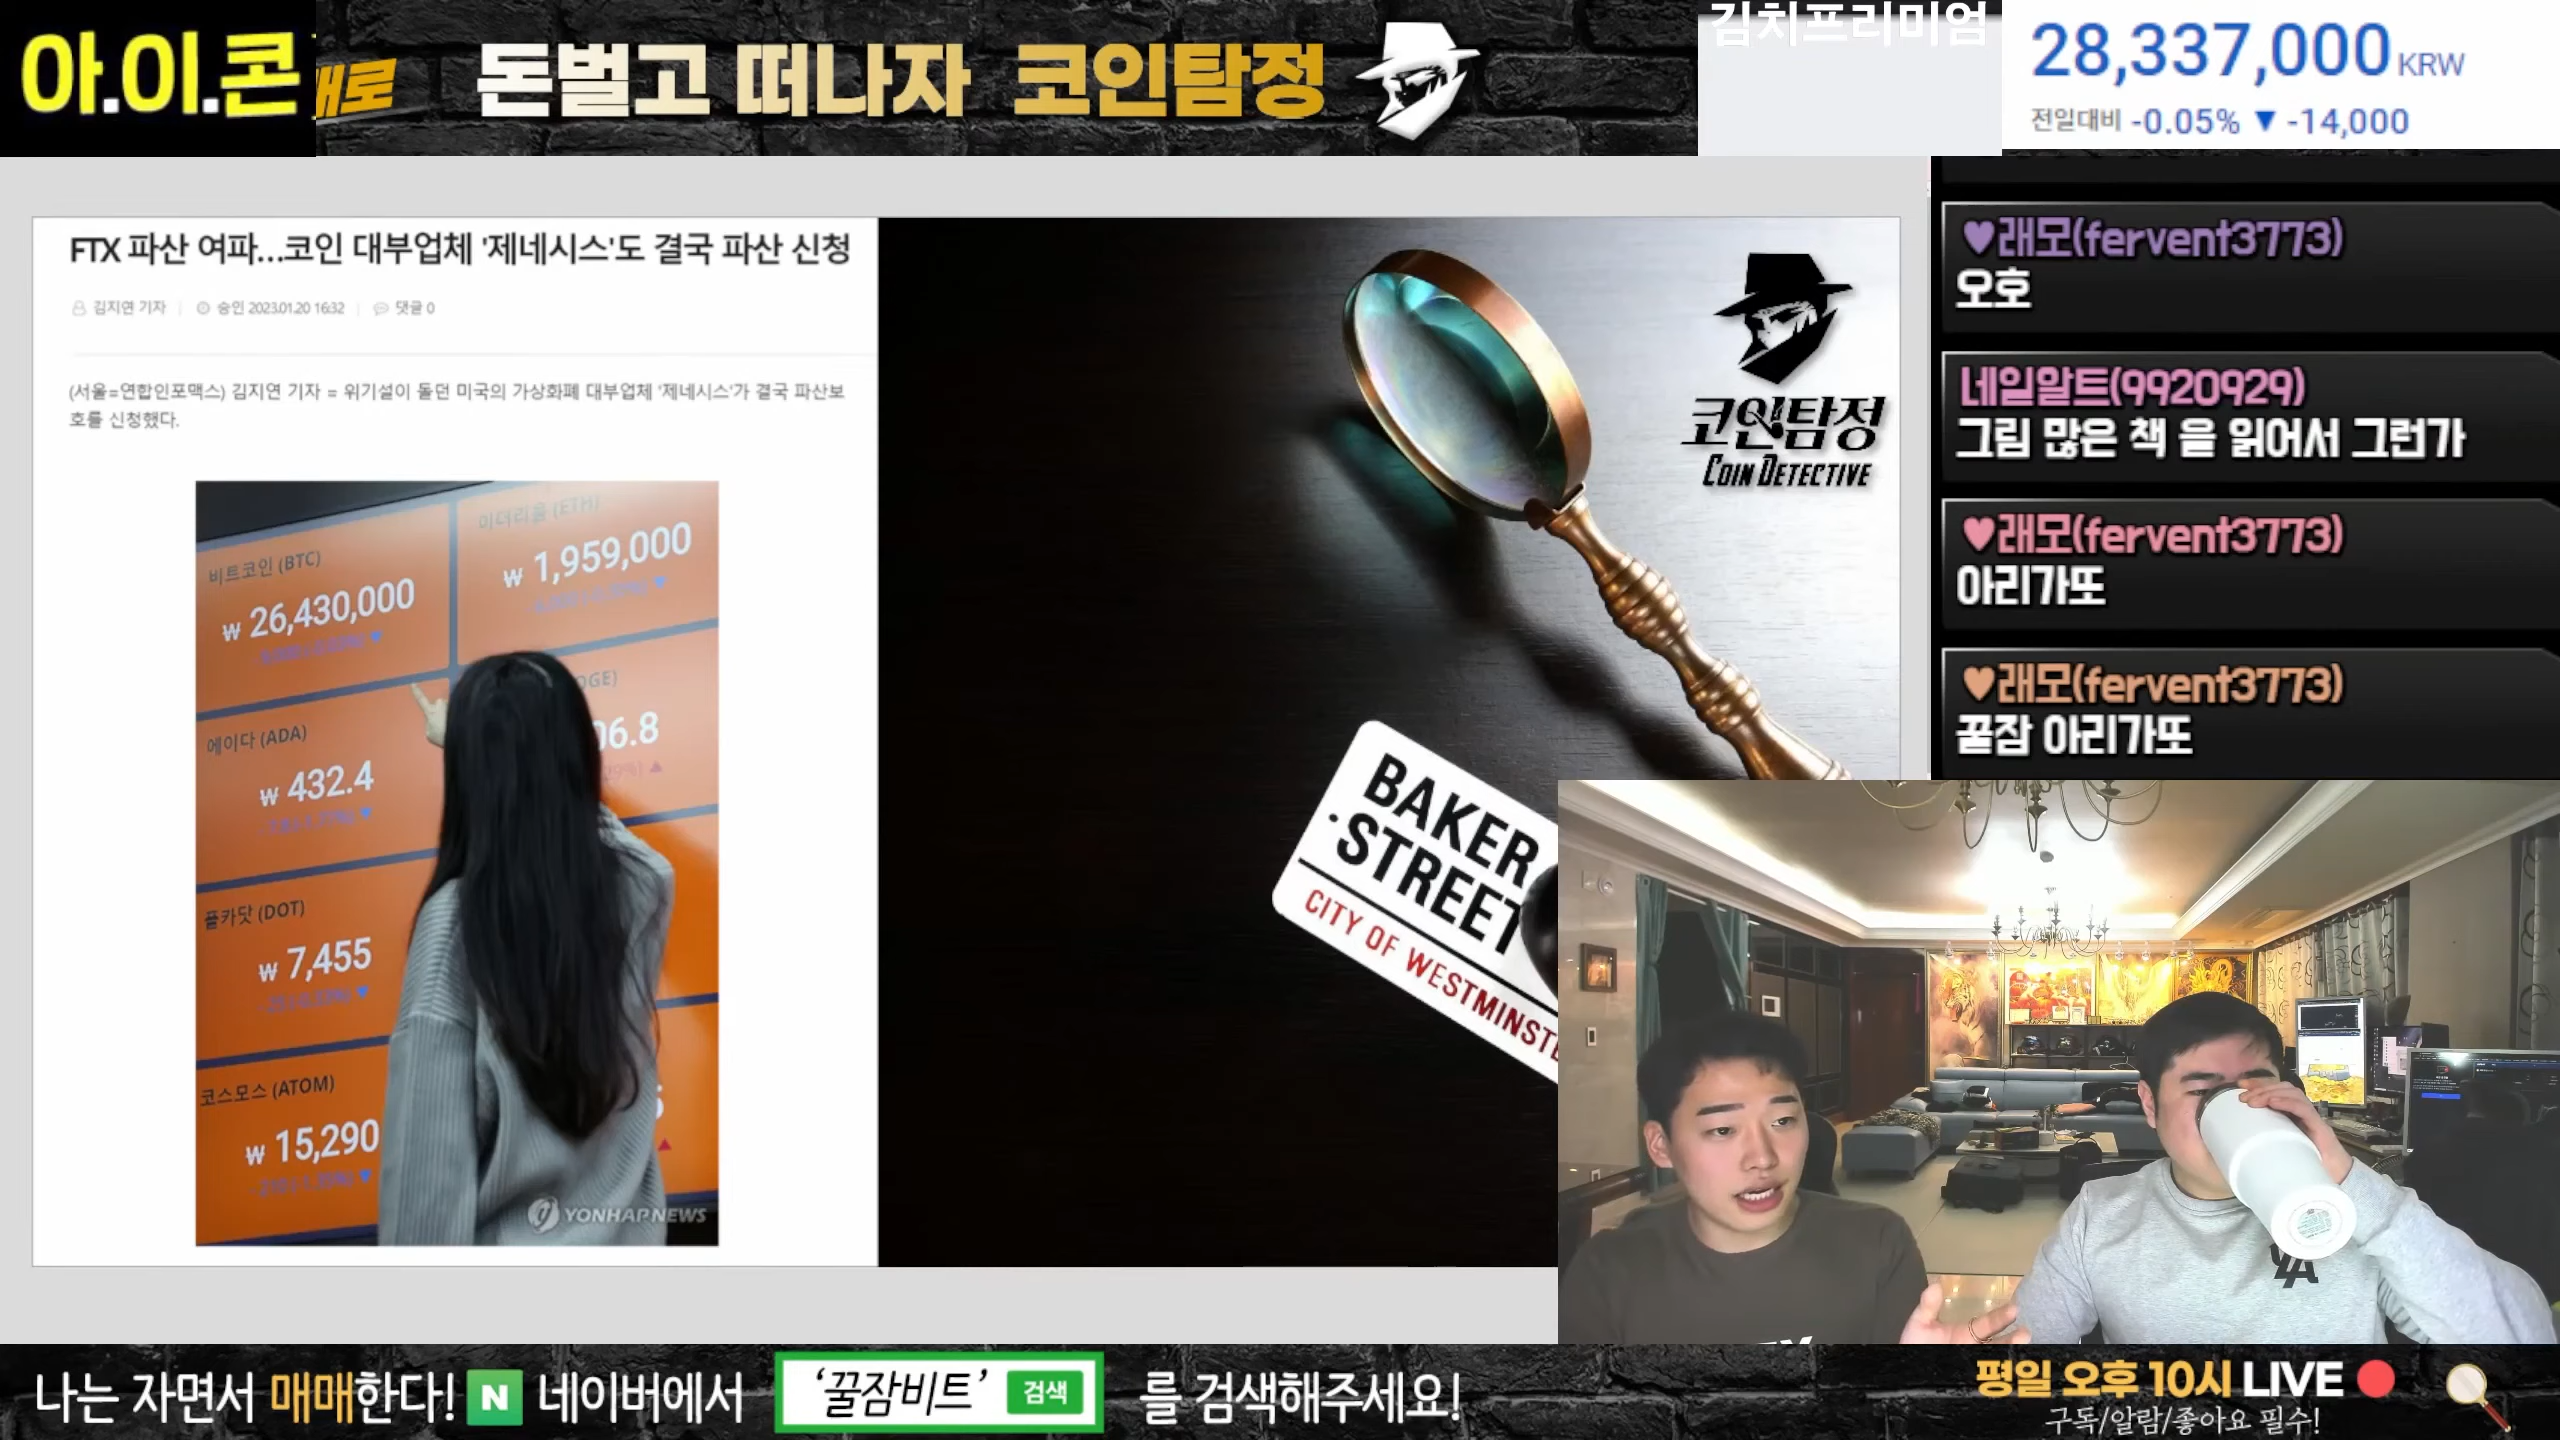 아.이.콘
돈벌고 떠나자 코인탐정
김치프리미엄
28,337,000 KRW
전일대비 -0.05% ▼ -14,000
FTX 파산 여파...코인 대부업체 '제네시스'도 결국 파산 신청
김지연 기자
승인 2023.01.20 16:32
댓글 0
(서울=연합인포맥스) 김지연 기자 = 위기설이 돌던 미국의 가상화폐 대부업체 '제네시스'가 결국 파산보
호를 신청했다.
비트코인 (BTC)
₩ 26,430,000
이더리움 (ETH)
₩ 1,959,000
에이다 (ADA)
₩ 432.4
06.8
폴카닷 (DOT)
₩ 7,455
코스모스 (ATOM)
₩ 15,290
YONHAPNEWS
코인탐정
COIN DETECTIVE
BAKER
STREET
CITY OF WESTMINSTE
♥래모(fervent3773)
오호
네일알트(9920929)
그림 많은 책 을 읽어서 그런가
♥래모(fervent3773)
아리가또
♥래모(fervent3773)
꿀잠 아리가또
나는 자면서 매매한다! N 네이버에서 '꿀잠비트' 검색 를 검색해주세요!
평일 오후 10시 LIVE
구독/알람/좋아요 필수!